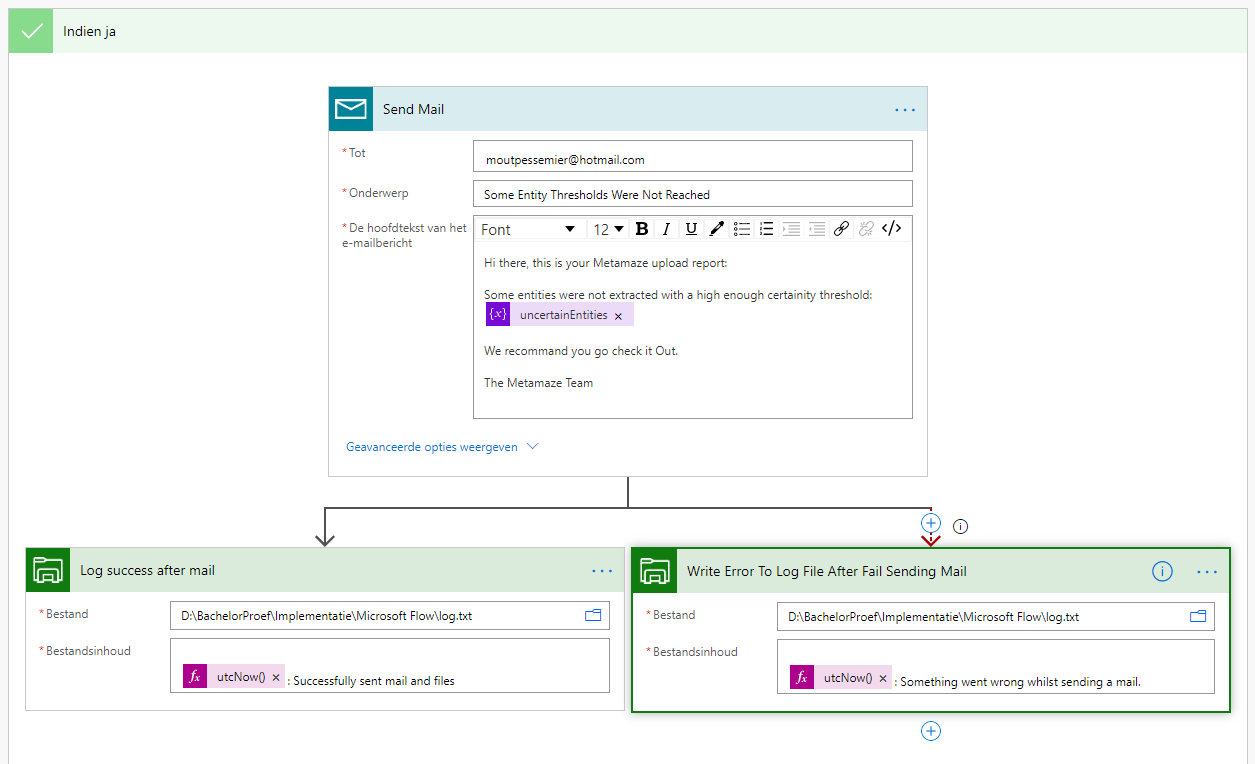 Indien ja
Send Mail
*Tot
moutpessemier@hotmail.com
*Onderwerp
Some Entity Thresholds Were Not Reached
*De hoofdtekst van het
e-mailbericht
Font 12 B I U </>
Hi there, this is your Metamaze upload report:
Some entities were not extracted with a high enough certainity threshold:
{x} uncertainEntities ×
We recommand you go check it Out.
The Metamaze Team
Geavanceerde opties weergeven
Log success after mail
*Bestand
D:\BachelorProef\Implementatie\Microsoft Flow\log.txt
*Bestandsinhoud
fx utcNow() × : Successfully sent mail and files
Write Error To Log File After Fail Sending Mail
*Bestand
D:\BachelorProef\Implementatie\Microsoft Flow\log.txt
*Bestandsinhoud
fx utcNow() × : Something went wrong whilst sending a mail.